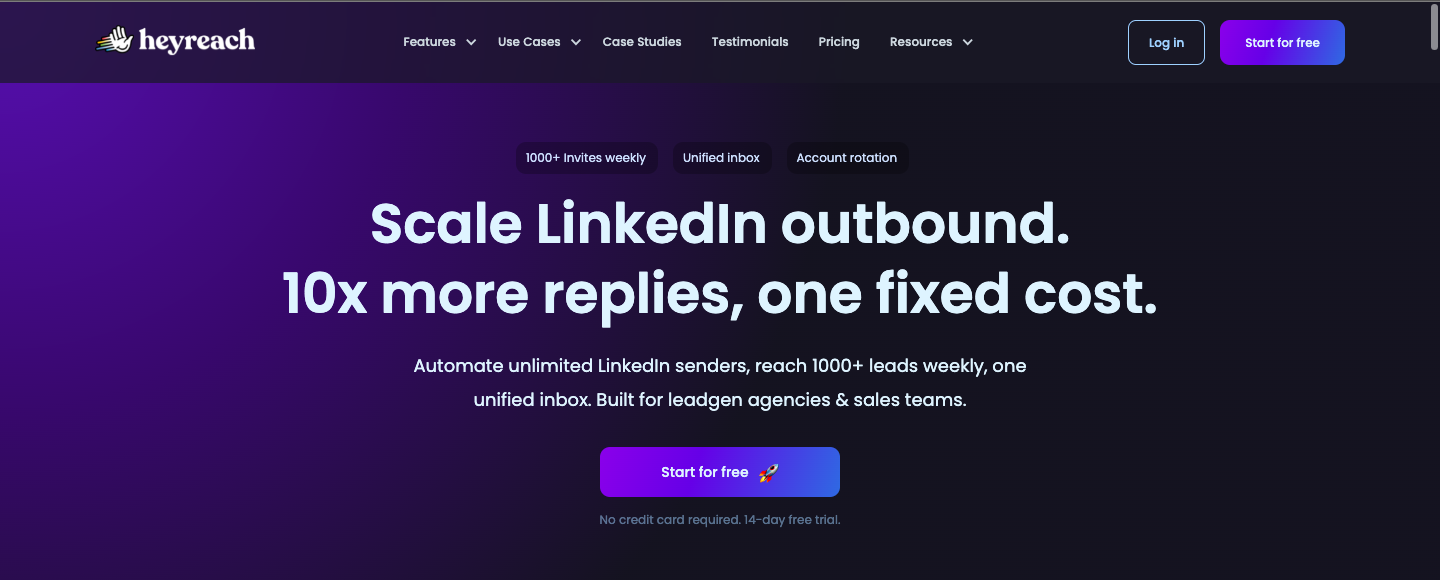 heyreach
Features
Use Cases
Case Studies
Testimonials
Pricing
Resources
Log in
Start for free
1000+ Invites weekly
Unified inbox
Account rotation
Scale LinkedIn outbound.
10x more replies, one fixed cost.
Automate unlimited LinkedIn senders, reach 1000+ leads weekly, one
unified inbox. Built for leadgen agencies & sales teams.
Start for free 🚀
No credit card required. 14-day free trial.